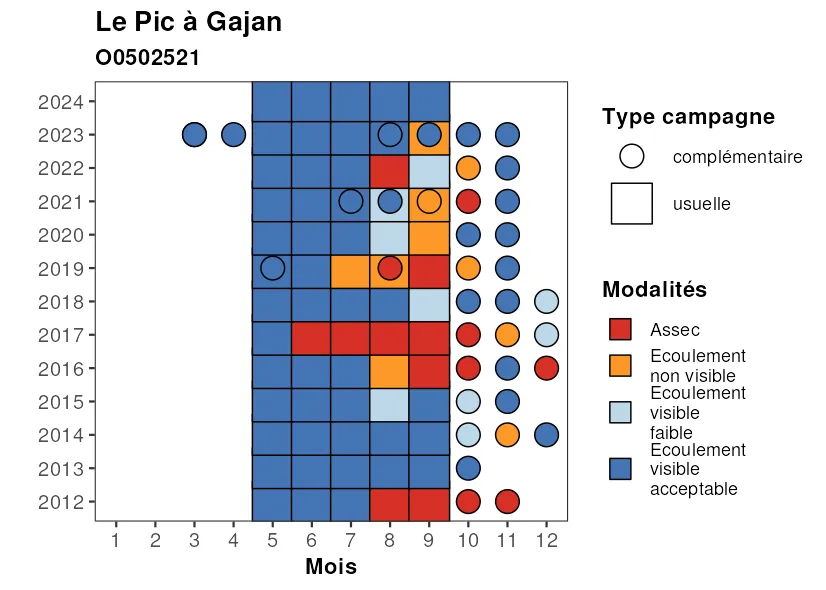 Le Pic à Gajan
O0502521
2024
2023
2022
2021
2020
2019
2018
2017
2016
2015
2014
2013
2012
1 2 3 4 5 6 7 8 9 10 11 12
Mois
Type campagne
complémentaire
usuelle
Modalités
Assec
Ecoulement
non visible
Ecoulement
visible
faible
Ecoulement
visible
acceptable